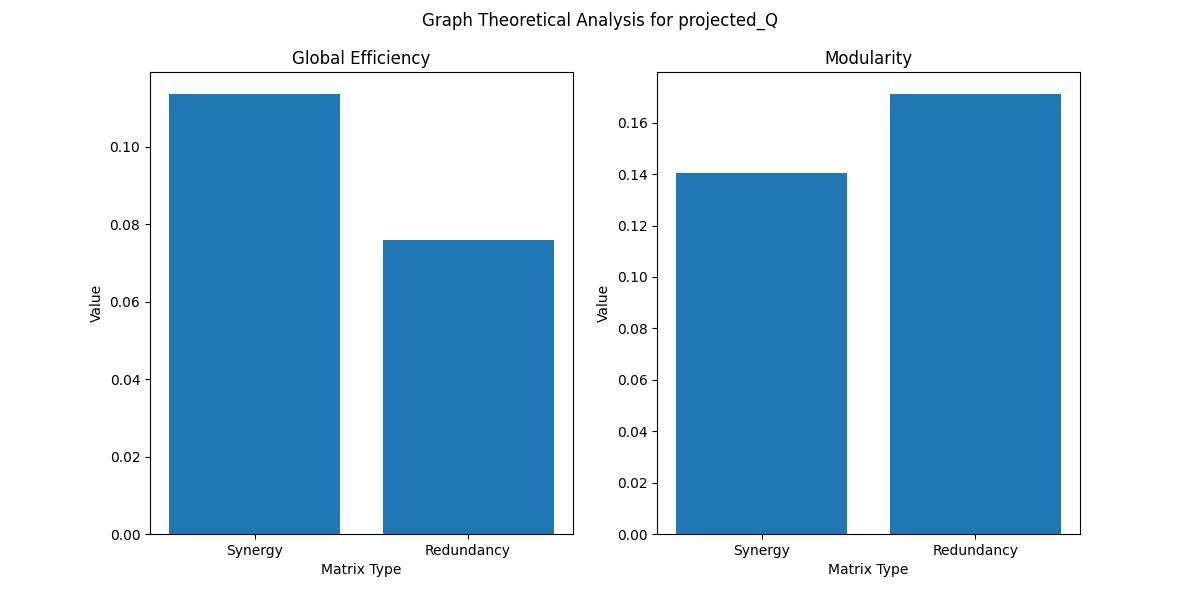 Graph Theoretical Analysis for projected_Q
Global Efficiency
Value
0.10
0.08
0.06
0.04
0.02
0.00
Synergy
Redundancy
Matrix Type
Modularity
Value
0.16
0.14
0.12
0.10
0.08
0.06
0.04
0.02
0.00
Synergy
Redundancy
Matrix Type